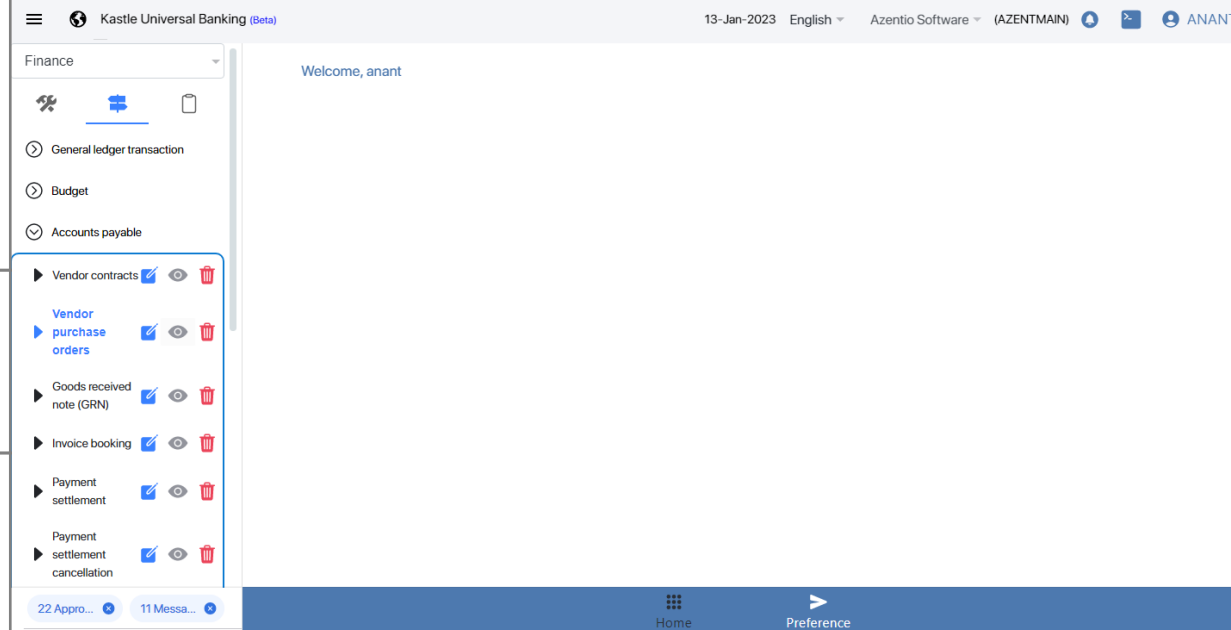 Kastle Universal Banking (Beta)
13-Jan-2023 English Azentio Software (AZENTMAIN) ANANT
Finance
Welcome, anant
General ledger transaction
Budget
Accounts payable
Vendor contracts
Vendor
purchase
orders
Goods received
note (GRN)
Invoice booking
Payment
settlement
Payment
settlement
cancellation
22 Appro...
11 Messa...
Home
Preference